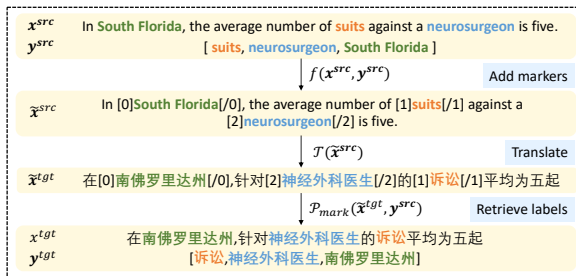 x^src In South Florida, the average number of suits against a neurosurgeon is five.
y^src [ suits, neurosurgeon, South Florida ]
f(x^src, y^src) Add markers
x̃^src In [0]South Florida[/0], the average number of [1]suits[/1] against a
[2]neurosurgeon[/2] is five.
𝒯(x̃^src) Translate
x̃^tgt 在[0]南佛罗里达州[/0],针对[2]神经外科医生[/2]的[1]诉讼[/1]平均为五起
𝒫_mark(x̃^tgt, y^src) Retrieve labels
x^tgt 在南佛罗里达州,针对神经外科医生的诉讼平均为五起
y^tgt [诉讼,神经外科医生,南佛罗里达州]